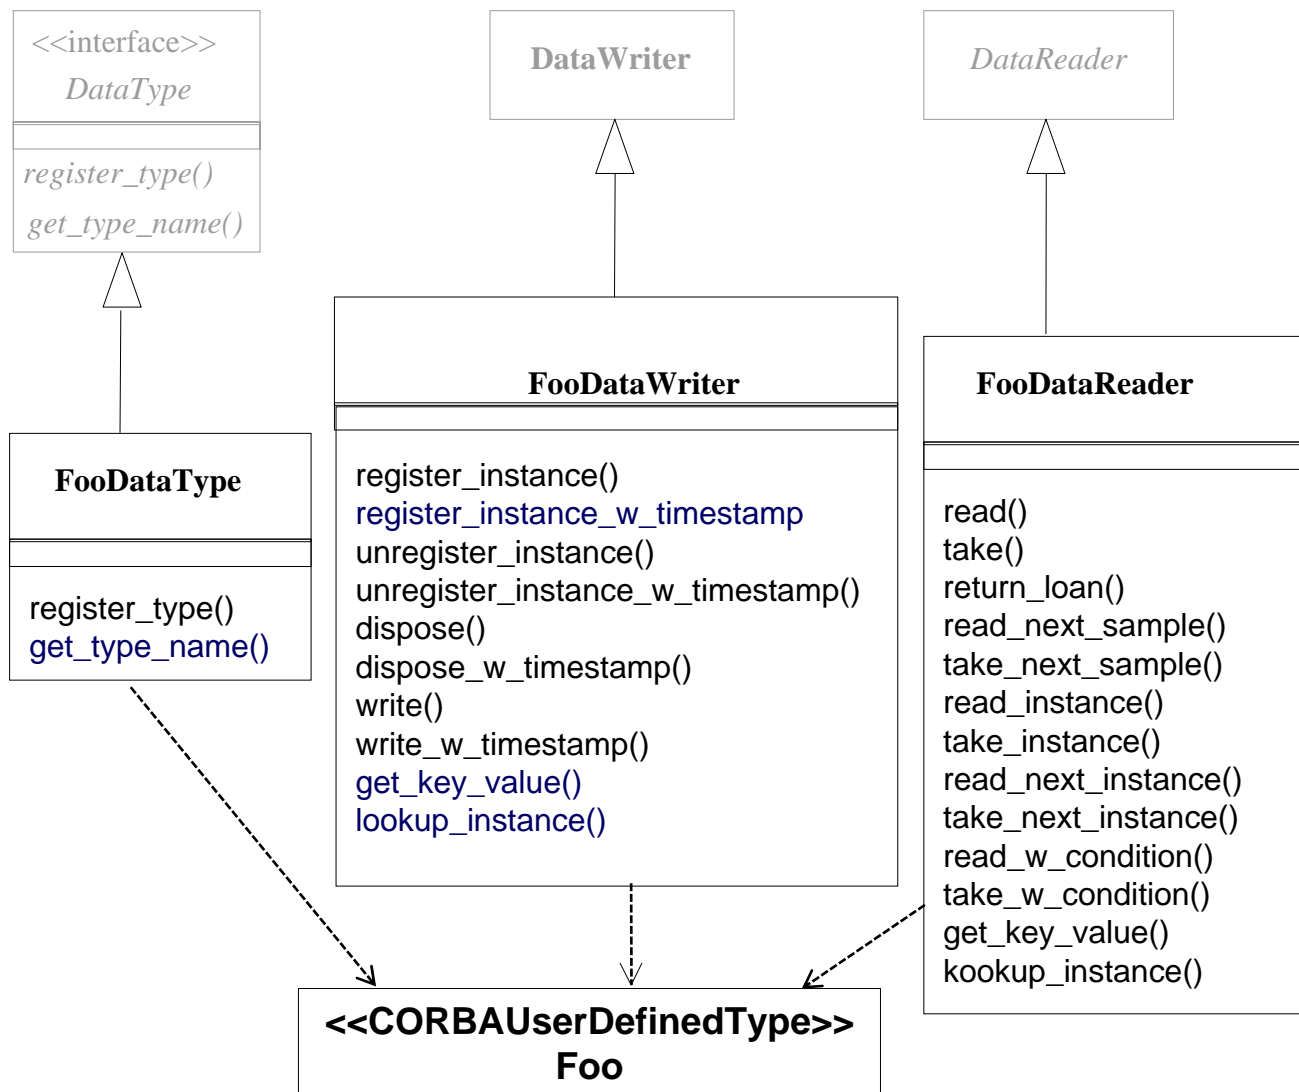 <<interface>>
DataType
register_type()
get_type_name()
DataWriter
DataReader
FooDataType
register_type()
get_type_name()
FooDataWriter
register_instance()
register_instance_w_timestamp
unregister_instance()
unregister_instance_w_timestamp()
dispose()
dispose_w_timestamp()
write()
write_w_timestamp()
get_key_value()
lookup_instance()
FooDataReader
read()
take()
return_loan()
read_next_sample()
take_next_sample()
read_instance()
take_instance()
read_next_instance()
take_next_instance()
read_w_condition()
take_w_condition()
get_key_value()
kookup_instance()
<<CORBAUserDefinedType>>
Foo